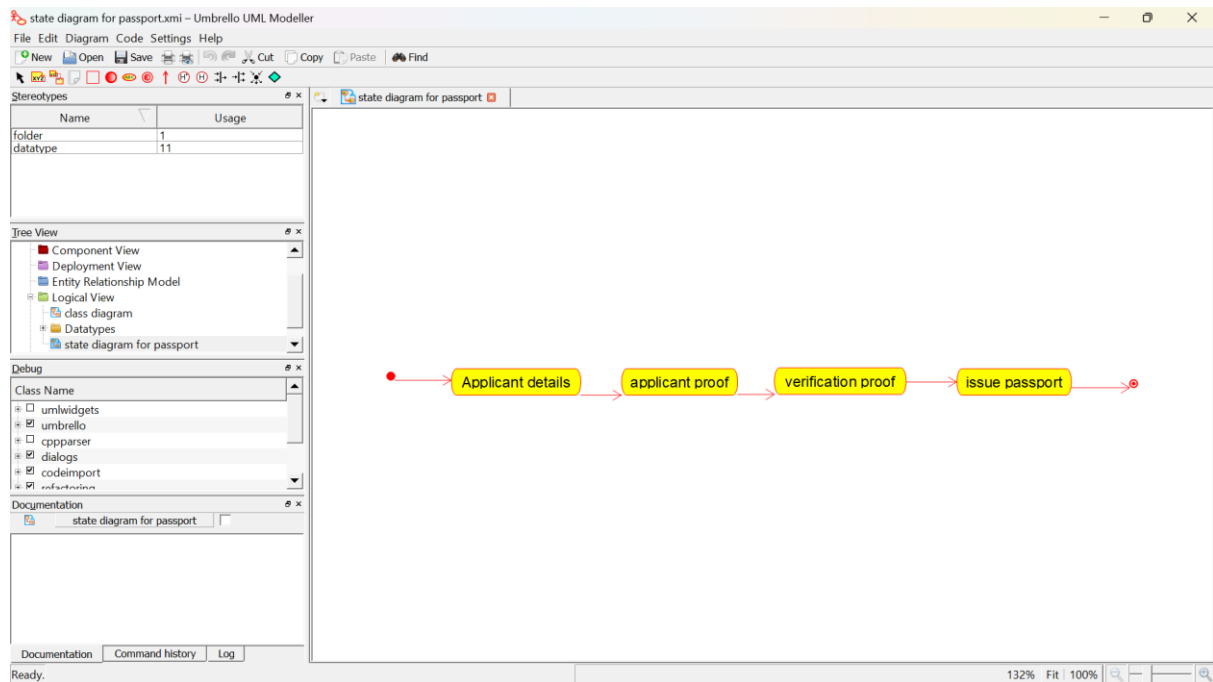 state diagram for passport.xmi – Umbrello UML Modeller
File Edit Diagram Code Settings Help
New Open Save Cut Copy Paste Find
Stereotypes
Name Usage
folder 1
datatype 11
Tree View
Component View
Deployment View
Entity Relationship Model
Logical View
class diagram
Datatypes
state diagram for passport
Debug
Class Name
umlwidgets
umbrello
cppparser
dialogs
codeimport
refactoring
Documentation
state diagram for passport
Documentation Command history Log
Ready.
state diagram for passport
Applicant details applicant proof verification proof issue passport
132% Fit 100%